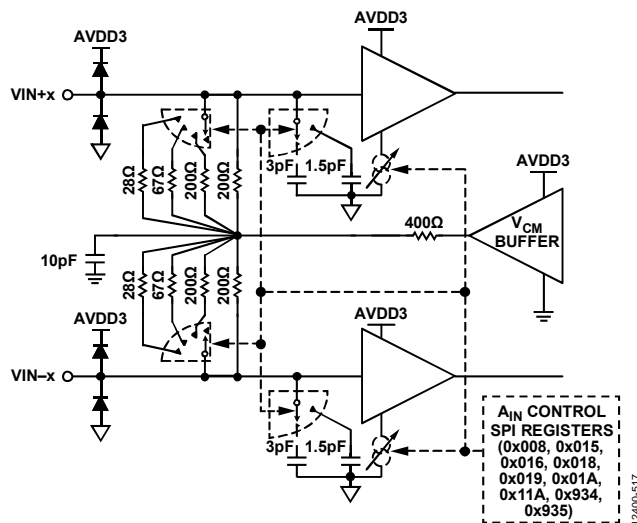 AVDD3
AVDD3
VIN+x
28Ω
67Ω
200Ω
200Ω
3pF
1.5pF
AVDD3
400Ω
VCM
BUFFER
10pF
28Ω
67Ω
200Ω
200Ω
AVDD3
AVDD3
VIN–x
3pF
1.5pF
AIN CONTROL
SPI REGISTERS
(0x008, 0x015,
0x016, 0x018,
0x019, 0x01A,
0x11A, 0x934,
0x935)